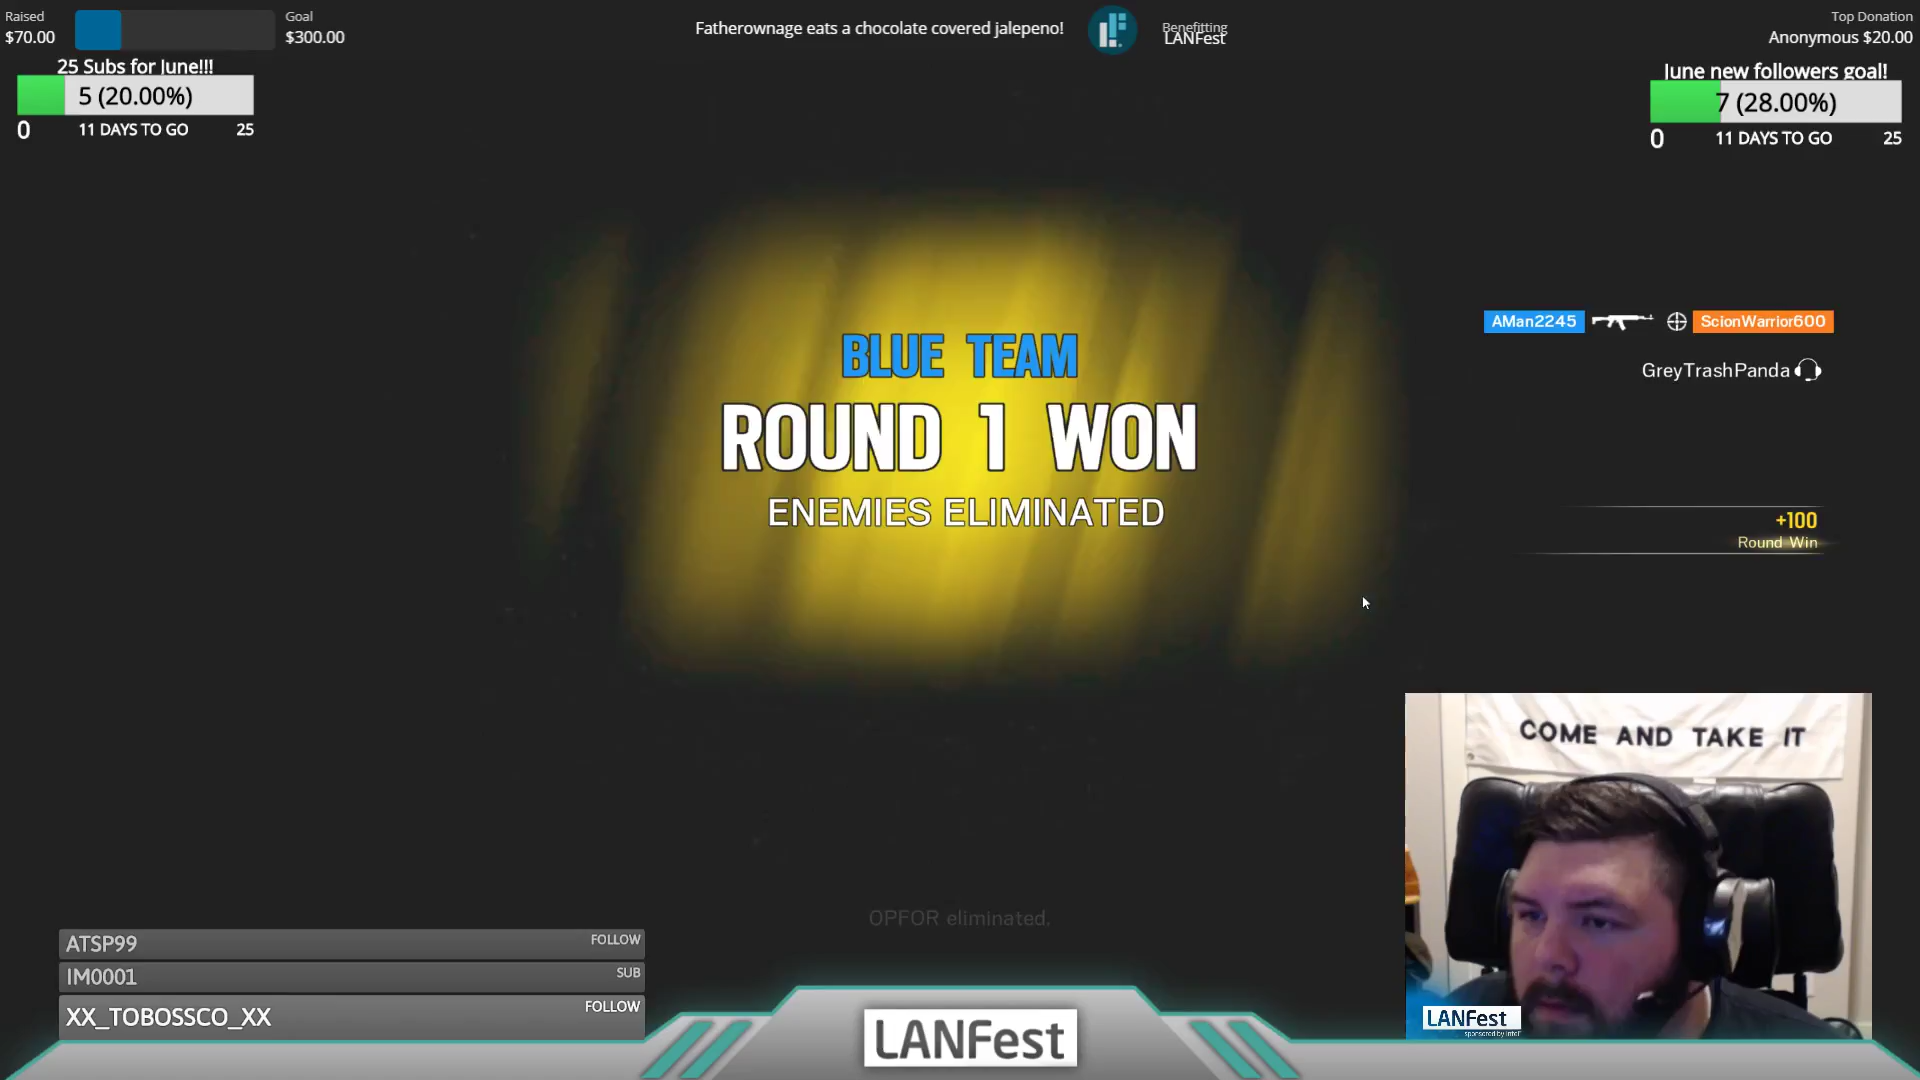 Raised
$70.00
Goal
$300.00
Fatherownage eats a chocolate covered jalepeno!
Benefitting
LANFest
Top Donation
Anonymous $20.00
25 Subs for June!!!
5 (20.00%)
0 11 DAYS TO GO 25
June new followers goal!
7 (28.00%)
0 11 DAYS TO GO 25
BLUE TEAM
ROUND 1 WON
ENEMIES ELIMINATED
AMan2245 ScionWarrior600
GreyTrashPanda
+100
Round Win
COME AND TAKE IT
OPFOR eliminated.
ATSP99 FOLLOW
IM0001 SUB
XX_TOBOSSCO_XX FOLLOW
LANFest
LANFest
sponsored by Intel